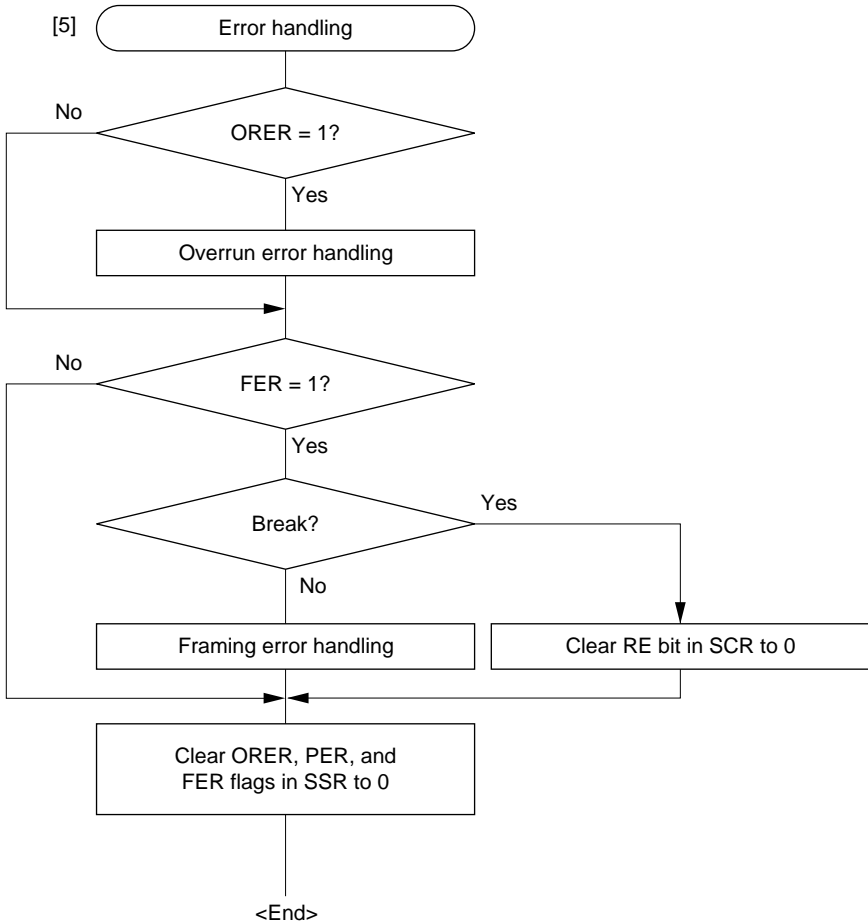 [5]
Error handling
No
ORER = 1?
Yes
Overrun error handling
No
FER = 1?
Yes
Break?
Yes
No
Framing error handling
Clear RE bit in SCR to 0
Clear ORER, PER, and
FER flags in SSR to 0
<End>